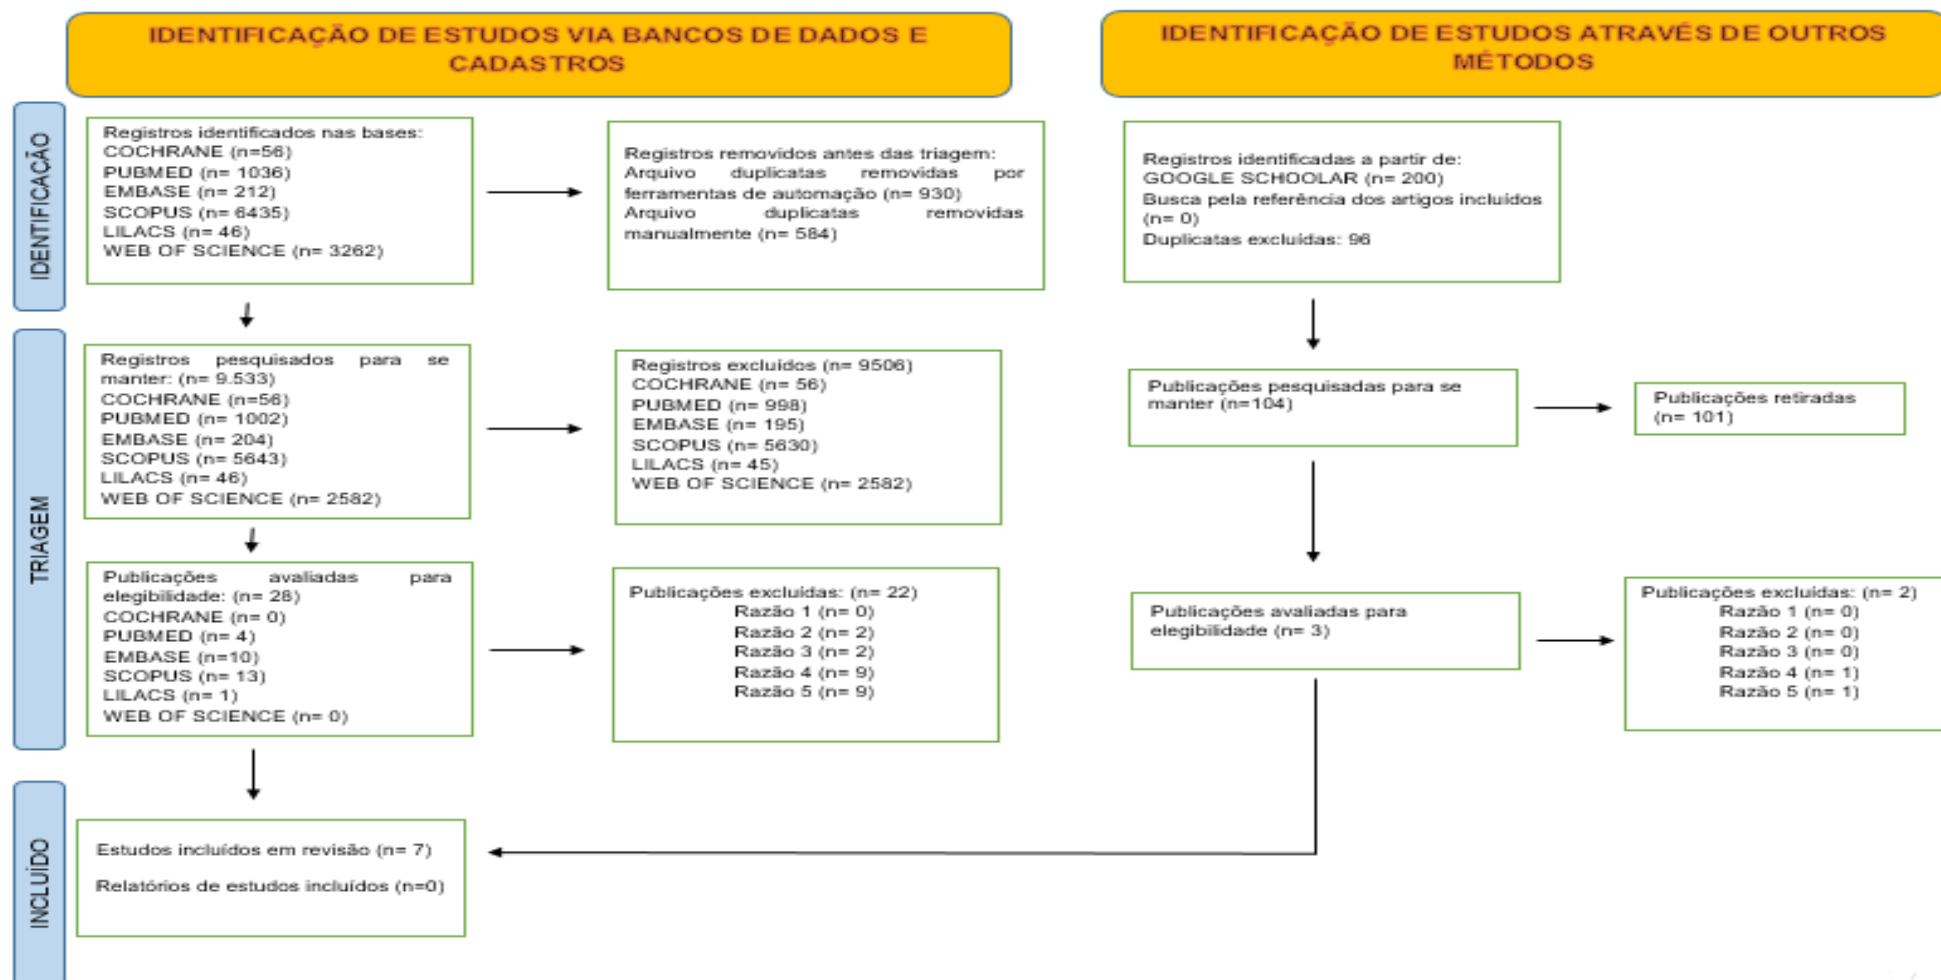 IDENTIFICAÇÃO DE ESTUDOS VIA BANCOS DE DADOS E
CADASTROS
IDENTIFICAÇÃO DE ESTUDOS ATRAVÉS DE OUTROS
MÉTODOS
IDENTIFICAÇÃO
Registros identificados nas bases:
COCHRANE (n=56)
PUBMED (n= 1036)
EMBASE (n= 212)
SCOPUS (n= 6435)
LILACS (n= 46)
WEB OF SCIENCE (n= 3262)
Registros removidos antes das triagem:
Arquivo duplicatas removidas por
ferramentas de automação (n= 930)
Arquivo duplicatas removidas
manualmente (n= 584)
Registros identificadas a partir de:
GOOGLE SCHOOLAR (n= 200)
Busca pela referência dos artigos incluídos
(n= 0)
Duplicatas excluídas: 96
TRIAGEM
Registros pesquisados para se
manter: (n= 9.533)
COCHRANE (n=56)
PUBMED (n= 1002)
EMBASE (n= 204)
SCOPUS (n= 5643)
LILACS (n= 46)
WEB OF SCIENCE (n= 2582)
Registros excluídos (n= 9506)
COCHRANE (n= 56)
PUBMED (n= 998)
EMBASE (n= 195)
SCOPUS (n= 5630)
LILACS (n= 45)
WEB OF SCIENCE (n= 2582)
Publicações pesquisadas para se
manter (n=104)
Publicações retiradas
(n= 101)
Publicações avaliadas para
elegibilidade: (n= 28)
COCHRANE (n= 0)
PUBMED (n= 4)
EMBASE (n=10)
SCOPUS (n= 13)
LILACS (n= 1)
WEB OF SCIENCE (n= 0)
Publicações excluídas: (n= 22)
Razão 1 (n= 0)
Razão 2 (n= 2)
Razão 3 (n= 2)
Razão 4 (n= 9)
Razão 5 (n= 9)
Publicações avaliadas para
elegibilidade (n= 3)
Publicações excluídas: (n= 2)
Razão 1 (n= 0)
Razão 2 (n= 0)
Razão 3 (n= 0)
Razão 4 (n= 1)
Razão 5 (n= 1)
INCLUÍDO
Estudos incluídos em revisão (n= 7)
Relatórios de estudos incluídos (n=0)